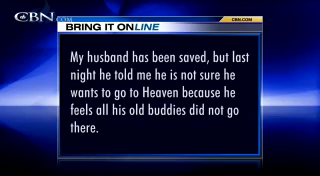 CBN.COM
CBN.COM
BRING IT ONLINE
My husband has been saved, but last
night he told me he is not sure he
wants to go to Heaven because he
feels all his old buddies did not go
there.